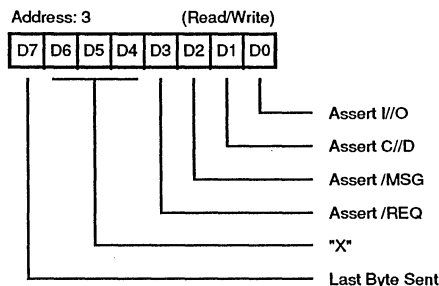 Address: 3 (Read/Write)
D7 D6 D5 D4 D3 D2 D1 D0
Assert I//O
Assert C//D
Assert /MSG
Assert /REQ
"X"
Last Byte Sent